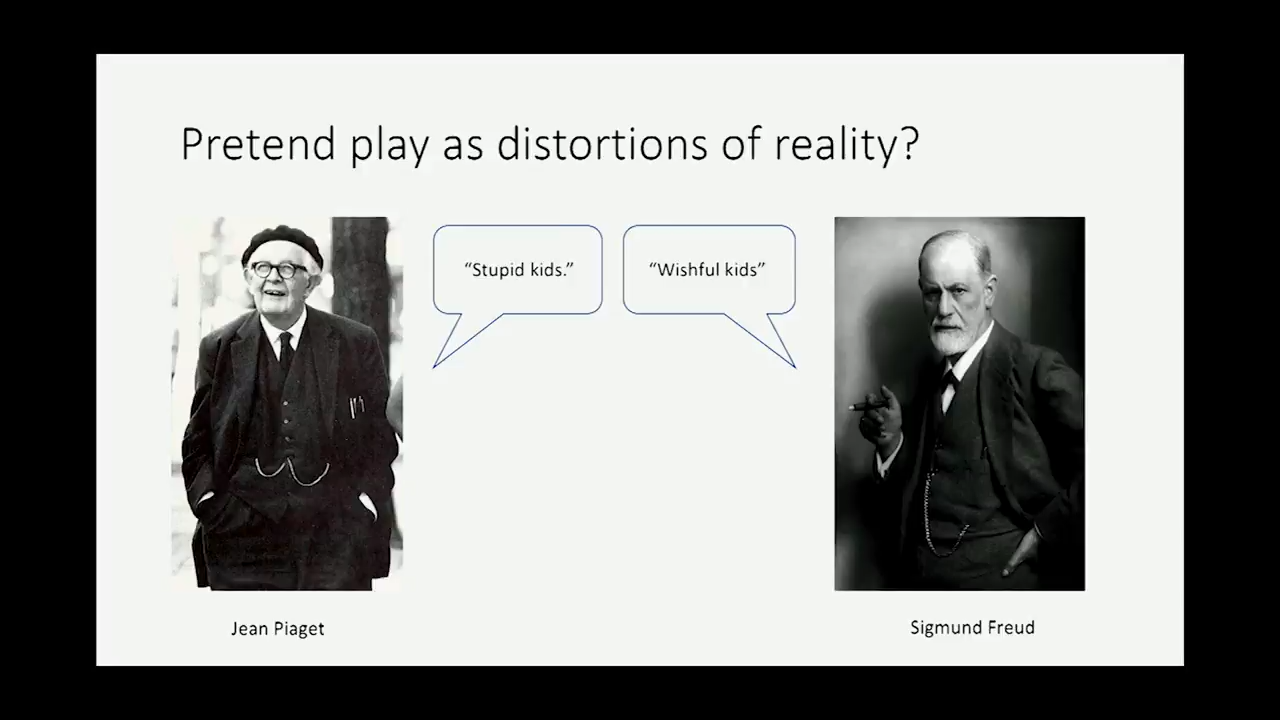 Pretend play as distortions of reality?
“Stupid kids.”
“Wishful kids”
Jean Piaget
Sigmund Freud